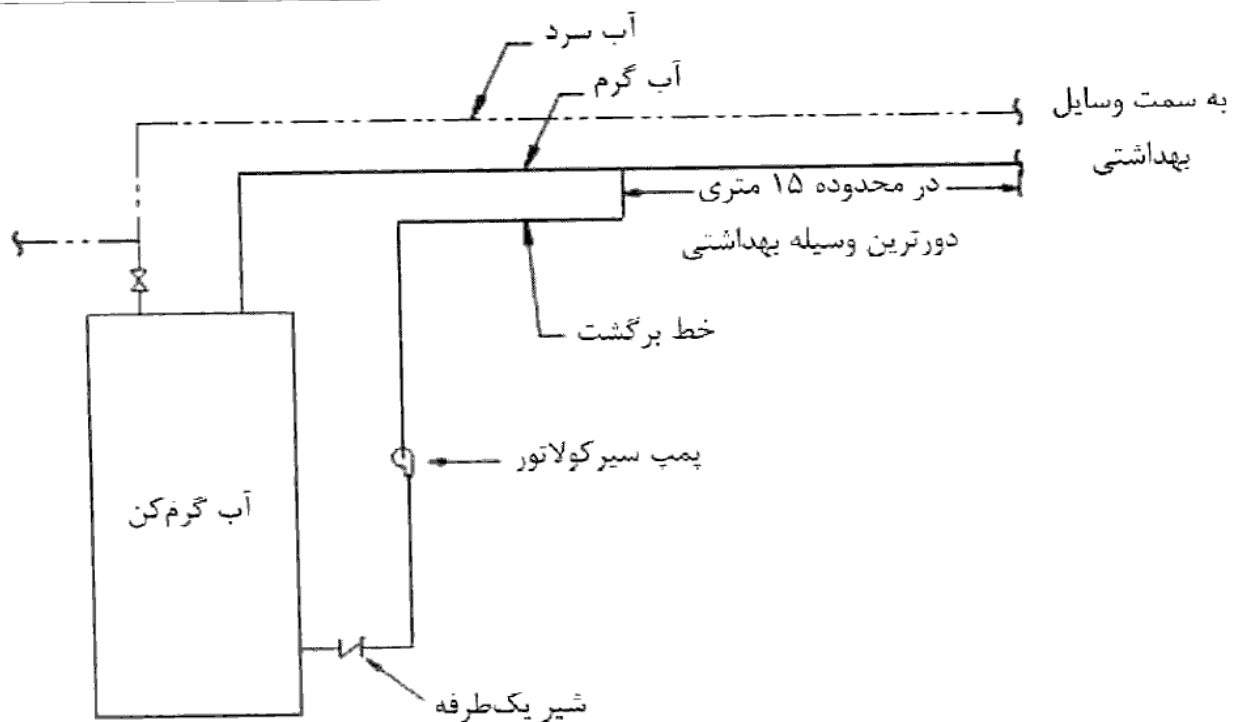 آب سرد
آب گرم
به سمت وسایل
بهداشتی
در محدوده ۱۵ متری
دورترین وسیله بهداشتی
خط برگشت
پمپ سیرکولاتور
آب گرم‌کن
شیر یک‌طرفه